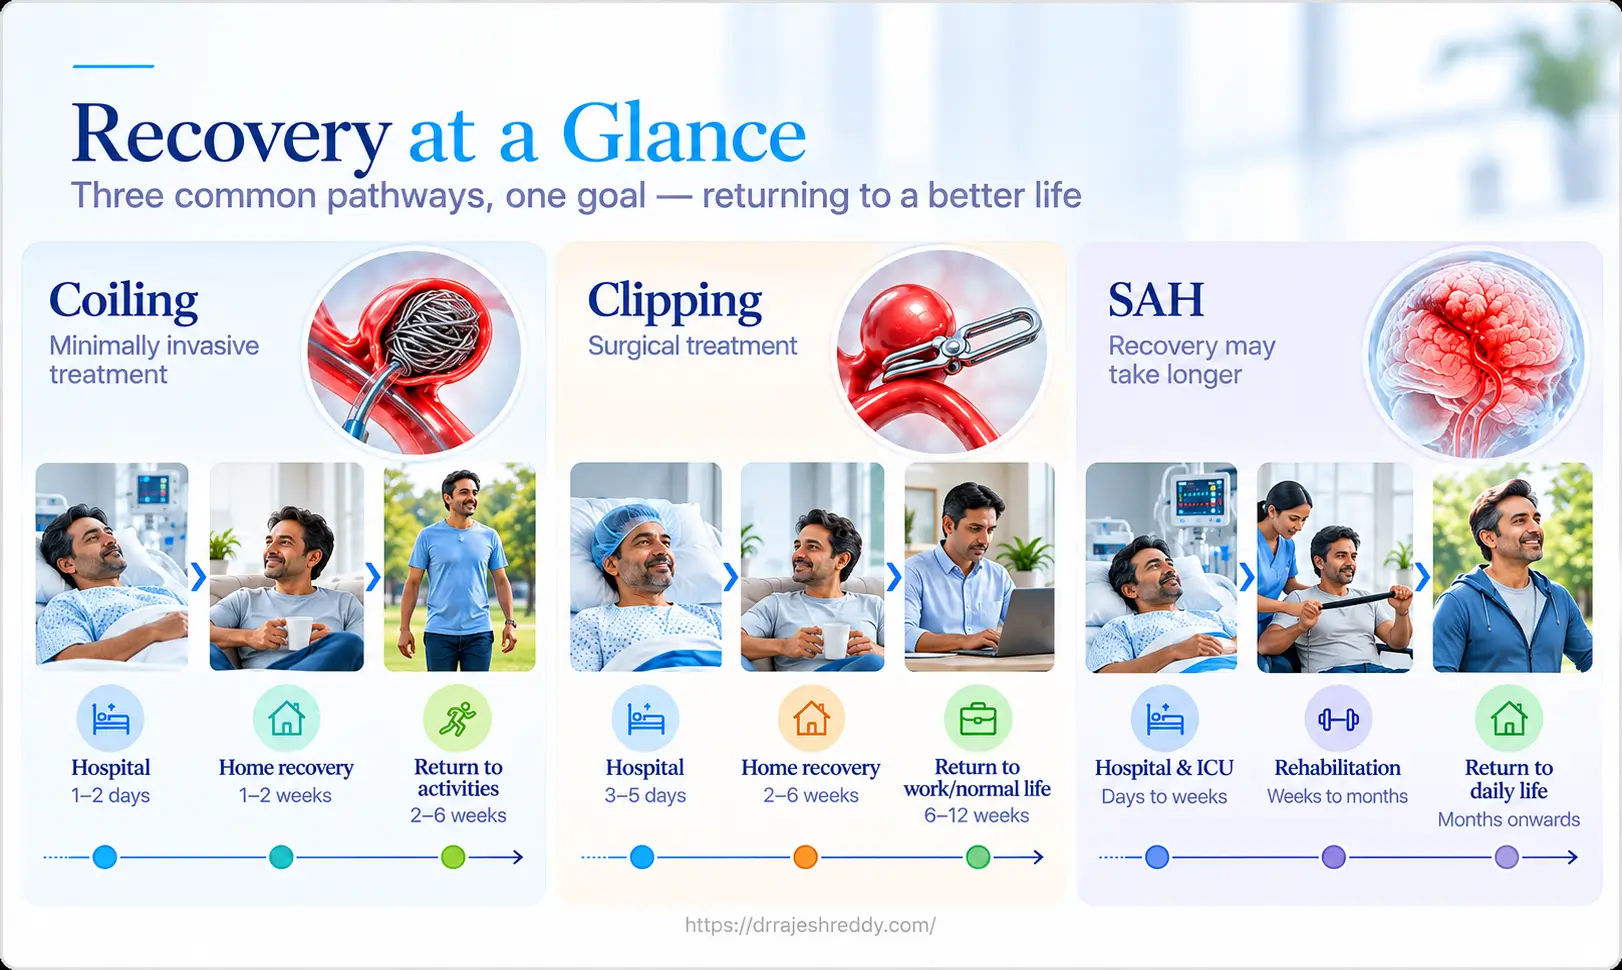 Recovery at a Glance
Three common pathways, one goal — returning to a better life
Coiling
Minimally invasive
treatment
Hospital
1–2 days
Home recovery
1–2 weeks
Return to
activities
2–6 weeks
Clipping
Surgical treatment
Hospital
3–5 days
Home recovery
2–6 weeks
Return to
work/normal life
6–12 weeks
SAH
Recovery may
take longer
Hospital & ICU
Days to weeks
Rehabilitation
Weeks to months
Return to
daily life
Months onwards
https://drrajeshreddy.com/